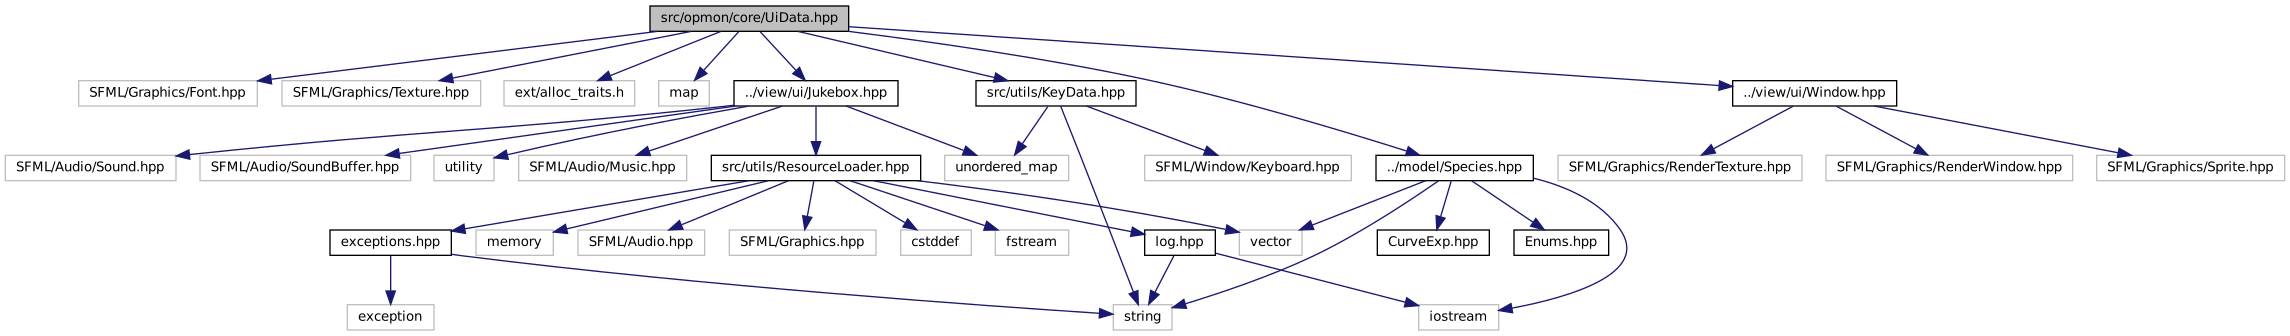 src/opmon/core/UiData.hpp
SFML/Graphics/Font.hpp
SFML/Graphics/Texture.hpp
ext/alloc_traits.h
map
../view/ui/Jukebox.hpp
src/utils/KeyData.hpp
../view/ui/Window.hpp
SFML/Audio/Sound.hpp
SFML/Audio/SoundBuffer.hpp
utility
SFML/Audio/Music.hpp
src/utils/ResourceLoader.hpp
unordered_map
SFML/Window/Keyboard.hpp
../model/Species.hpp
SFML/Graphics/RenderTexture.hpp
SFML/Graphics/RenderWindow.hpp
SFML/Graphics/Sprite.hpp
exceptions.hpp
memory
SFML/Audio.hpp
SFML/Graphics.hpp
cstddef
fstream
log.hpp
vector
CurveExp.hpp
Enums.hpp
exception
string
iostream